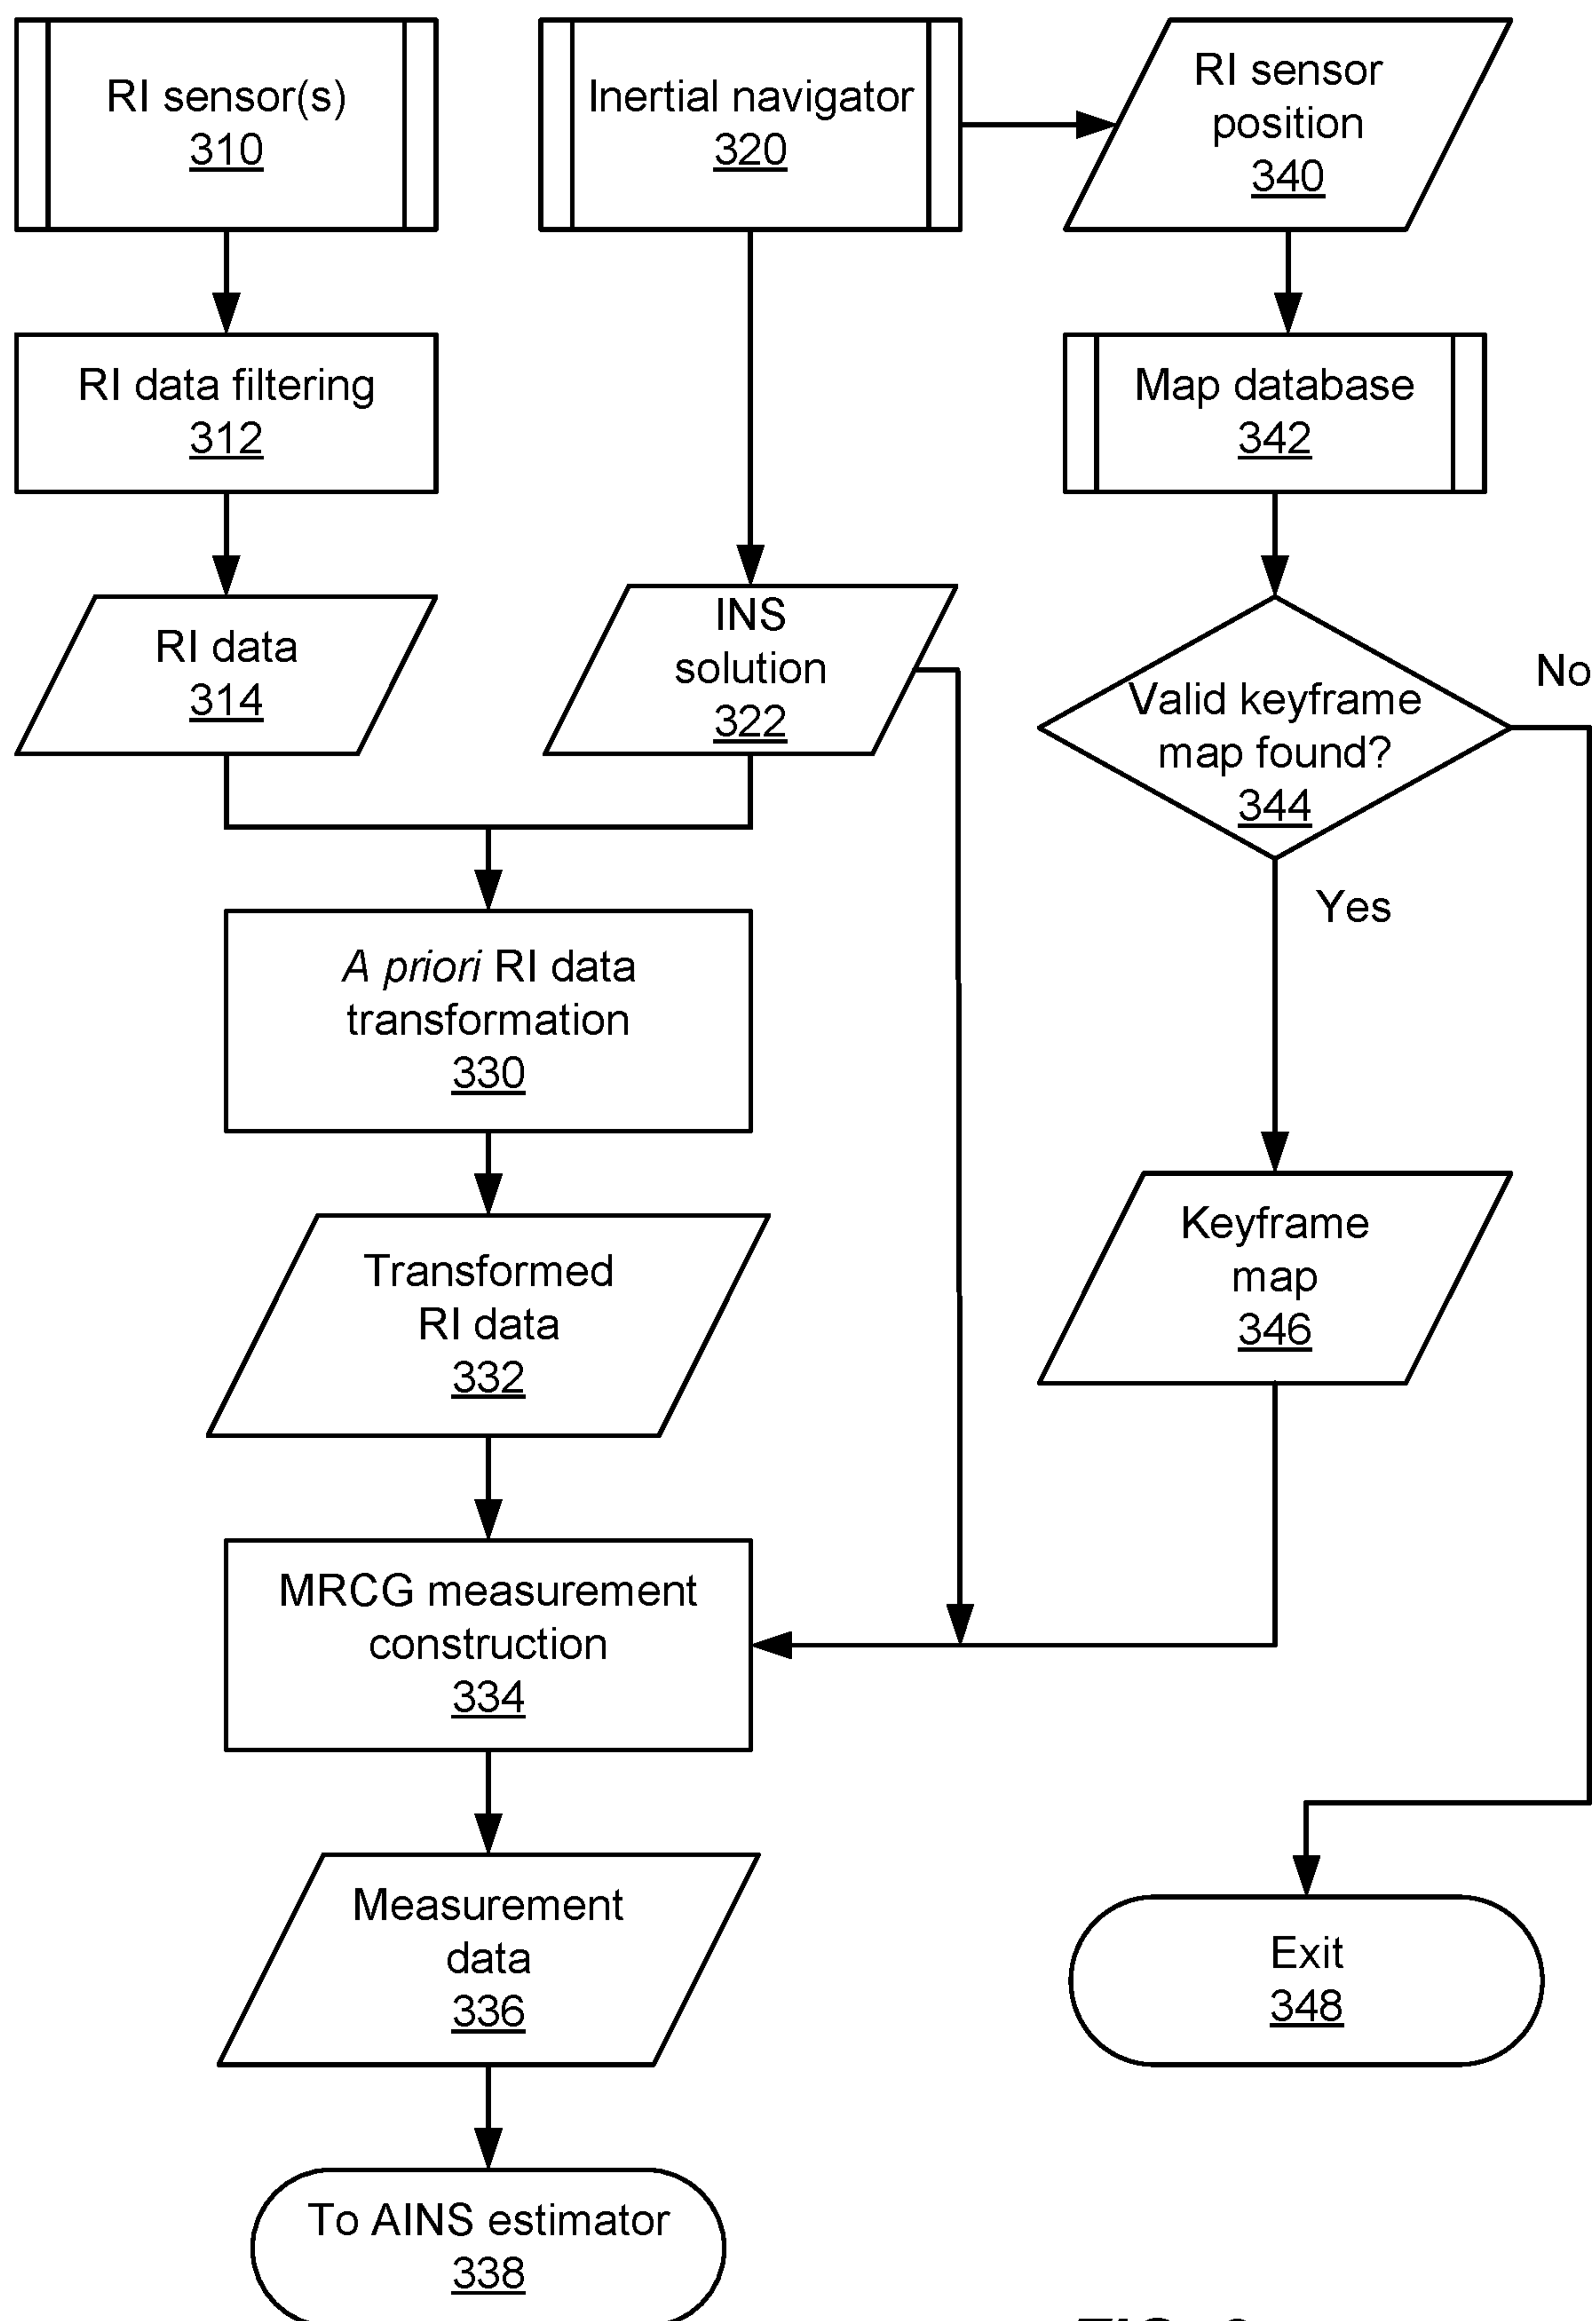 RI sensor(s)
310
Inertial navigator
320
RI sensor
position
340
RI data filtering
312
Map database
342
RI data
314
INS
solution
322
Valid keyframe
map found?
344
No
Yes
A priori RI data
transformation
330
Transformed
RI data
332
Keyframe
map
346
MRCG measurement
construction
334
Measurement
data
336
Exit
348
To AINS estimator
338